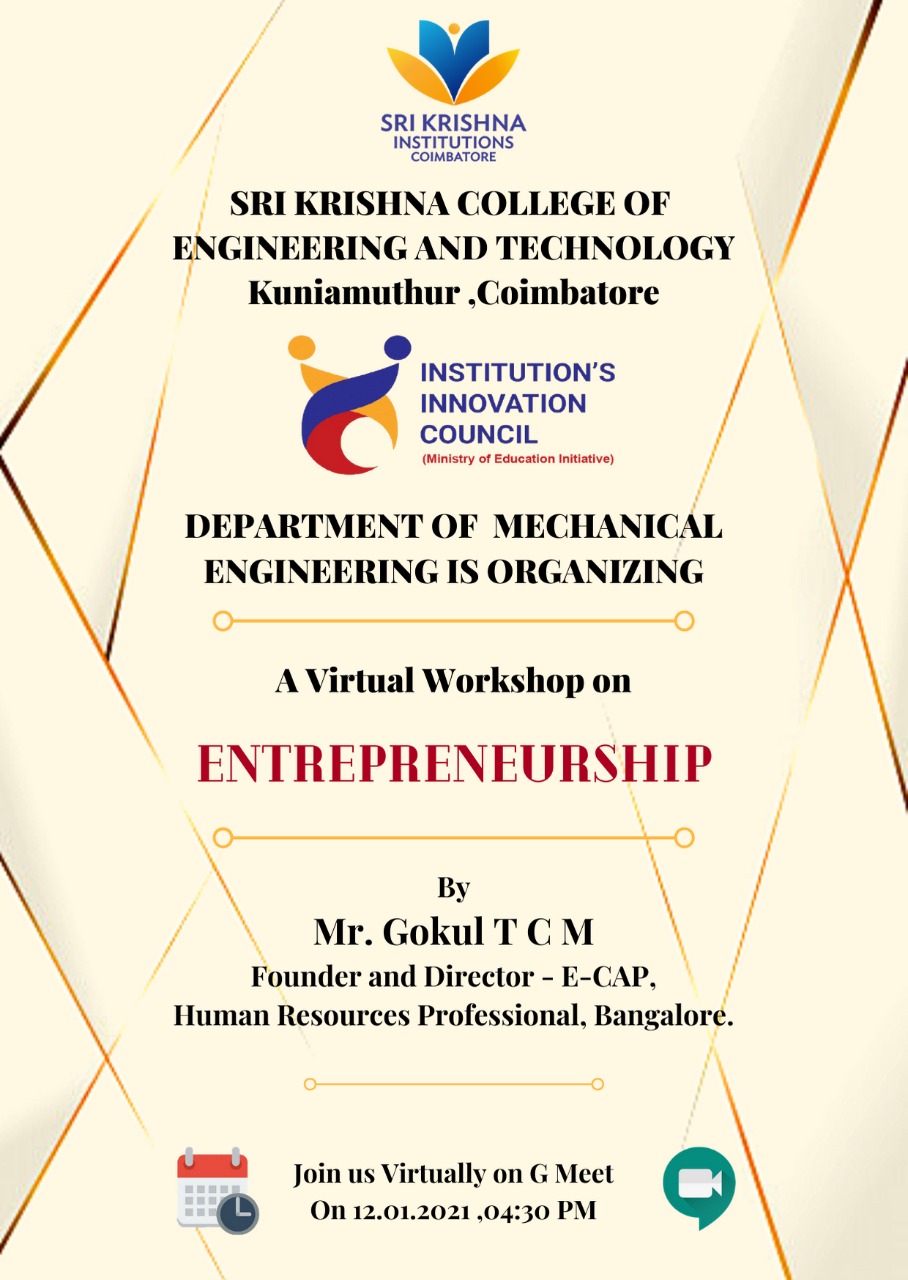 SRI KRISHNA
INSTITUTIONS
COIMBATORE
SRI KRISHNA COLLEGE OF
ENGINEERING AND TECHNOLOGY
Kuniamuthur ,Coimbatore
INSTITUTION'S
INNOVATION
COUNCIL
(Ministry of Education Initiative)
DEPARTMENT OF MECHANICAL
ENGINEERING IS ORGANIZING
A Virtual Workshop on
ENTREPRENEURSHIP
By
Mr. Gokul T C M
Founder and Director - E-CAP,
Human Resources Professional, Bangalore.
Join us Virtually on G Meet
On 12.01.2021 ,04:30 PM